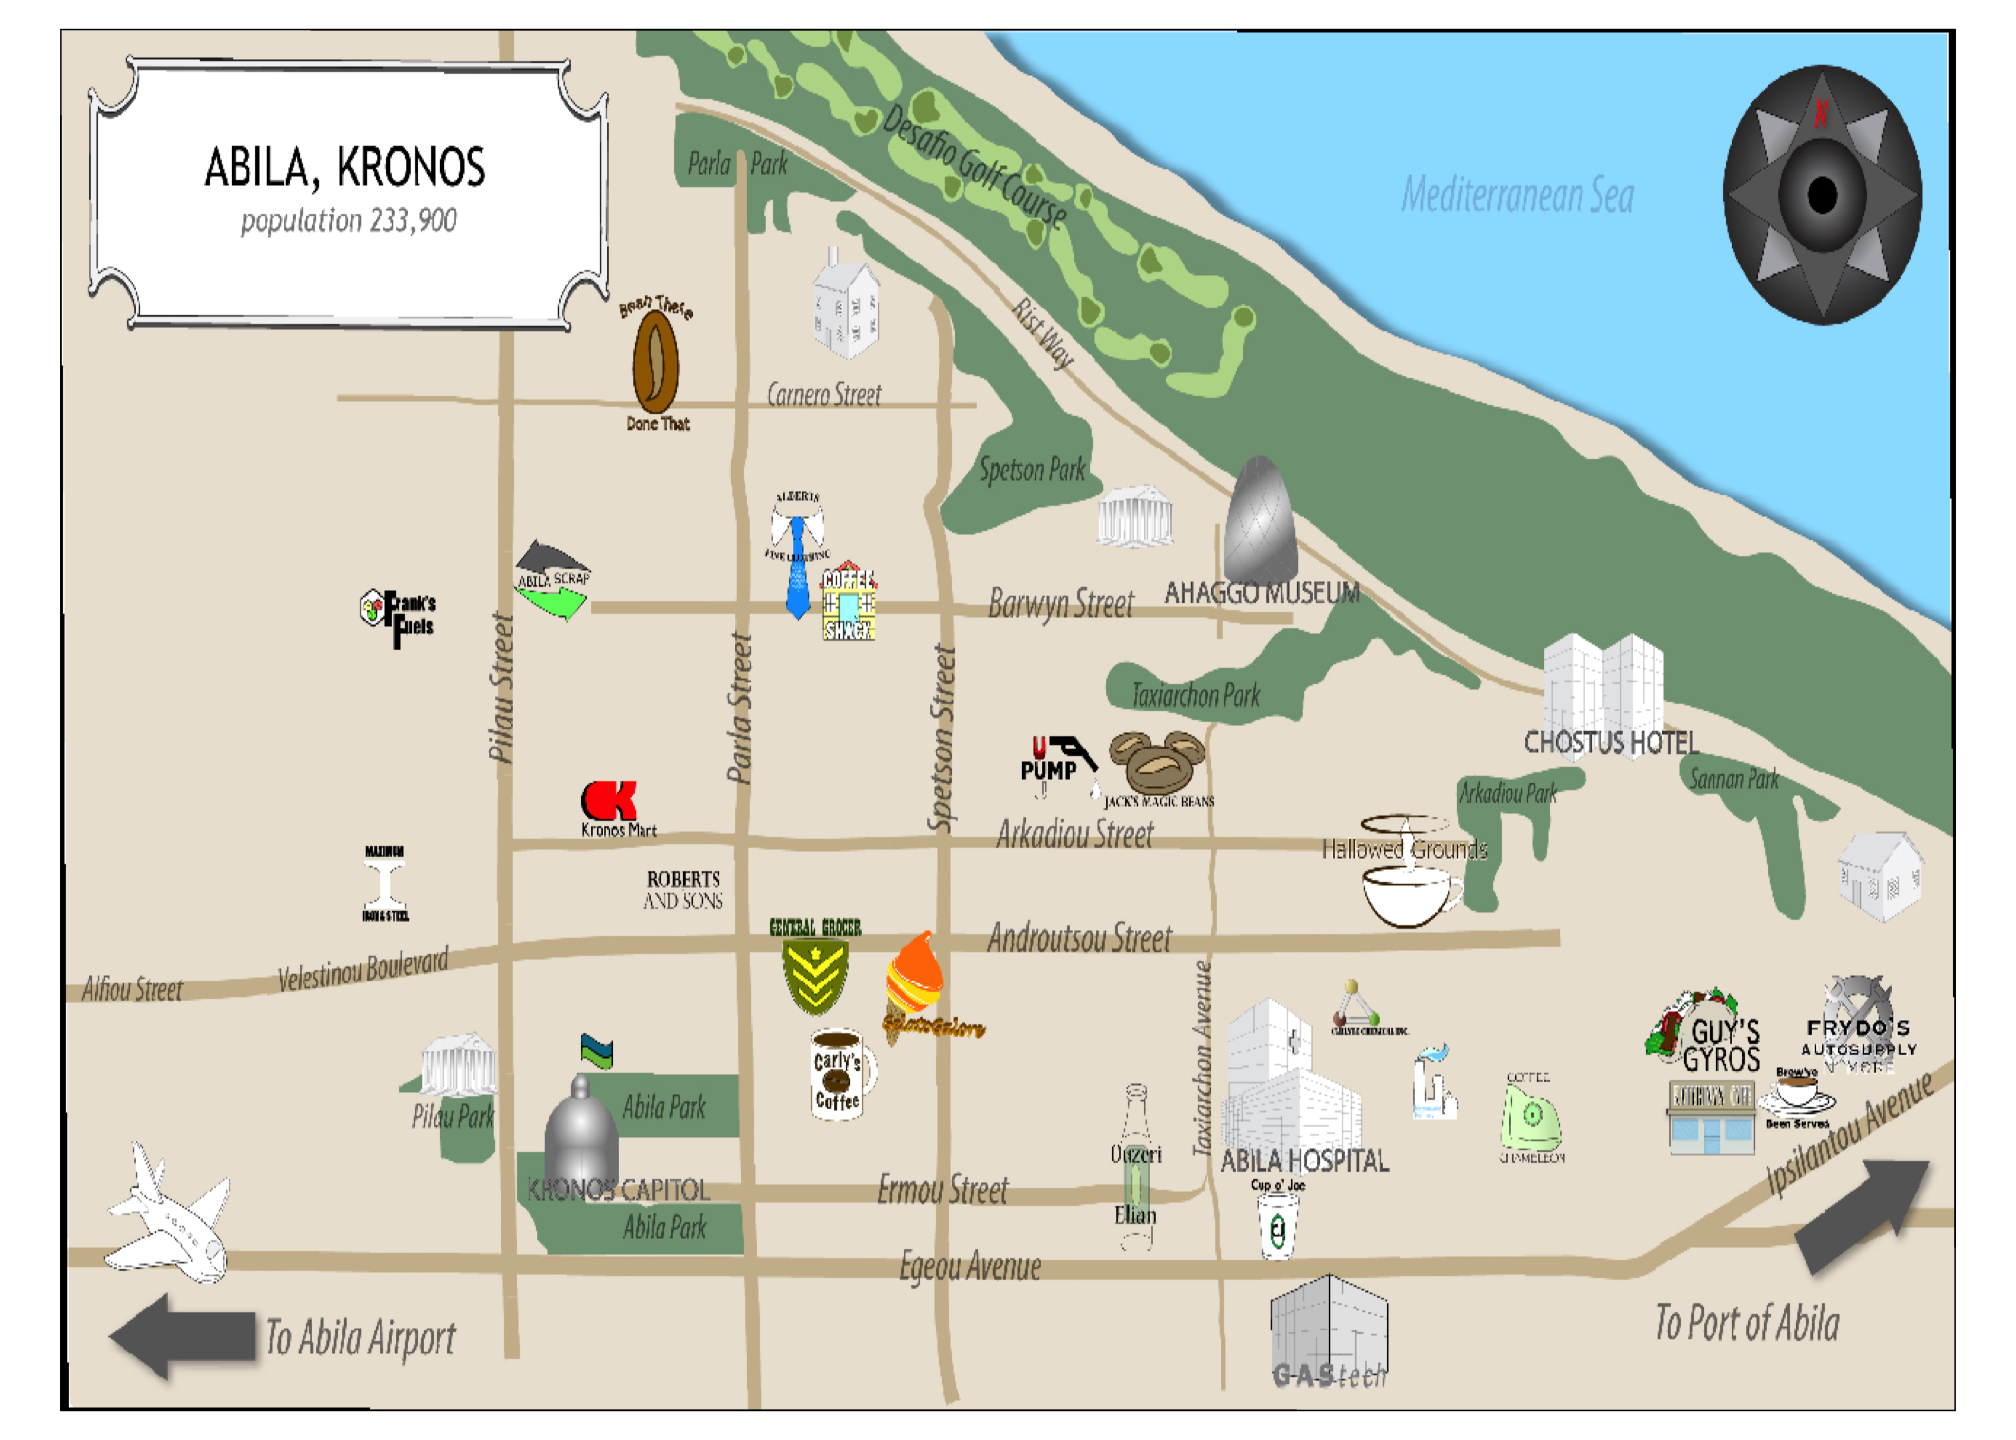 ABILA, KRONOS
population 233,900
N
Mediterranean Sea
Desafio Golf Course
Parla Park
Rist Way
Bean There
Done That
Carnero Street
Spetson Park
ALBERTS
FINE CLOTHING
ABILA SCRAP
Frank's
Fuels
COFFEE
SHACK
Barwyn Street
AHAGGO MUSEUM
Pilau Street
Parla Street
Spetson Street
Taxiarchon Park
CHOSTUS HOTEL
U
PUMP
JACK'S MAGIC BEANS
Arkadiou Park
Sannan Park
Kronos Mart
Arkadiou Street
Hallowed Grounds
MAXIMUM
IRON & STEEL
ROBERTS
AND SONS
GENERAL GROCER
Androutsou Street
Alfiou Street
Velestinou Boulevard
GelatoGalore
Carly's
Coffee
Taxiarchon Avenue
CARLYLE CHEMICAL INC.
GUY'S
GYROS
FRYDO'S
AUTOSUPPLY
N' MORE
Brew've
Been Served
COFFEE
CHAMELEON
Pilau Park
Abila Park
Ouzeri
Elian
ABILA HOSPITAL
Cup o' Joe
CJ
KRONOS CAPITOL
Ermou Street
Abila Park
Ipsilantou Avenue
Egeou Avenue
To Abila Airport
GAStech
To Port of Abila